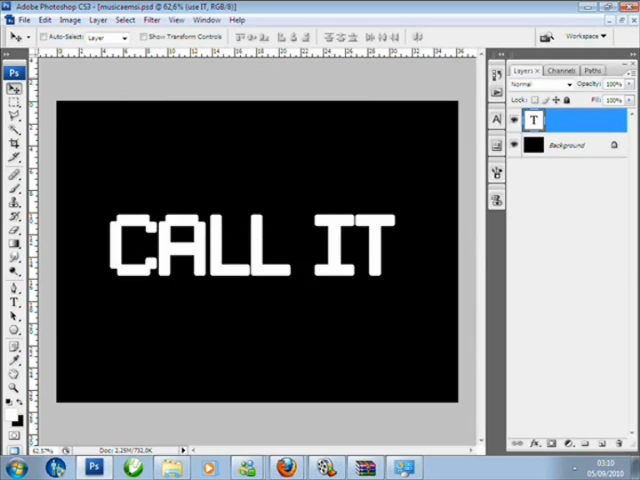 Adobe Photoshop CS3 - [musicaemsi.psd @ 62,6% (use IT, RGB/8)]
File Edit Image Layer Select Filter View Window Help
Auto-Select: Layer Show Transform Controls Workspace
Layers Channels Paths
Normal Opacity: 100%
Lock: Fill: 100%
T
Background
CALL IT
Doc: 2,25M/732,0K
03:10
05/09/2010